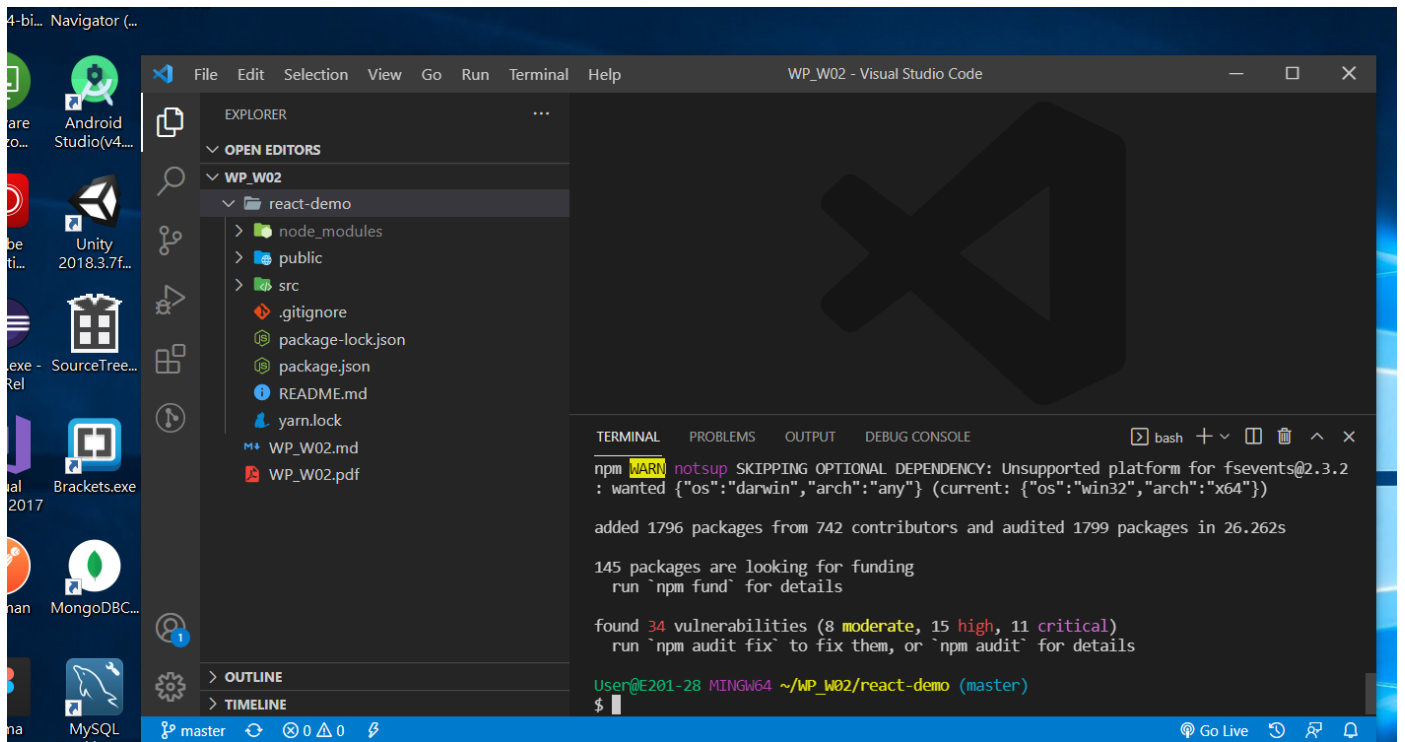 4-bi... Navigator (...
Android
Studio(v4....
Unity
2018.3.7f...
.exe - SourceTree...
Rel
Brackets.exe
2017
MongoDBC...
MySQL
File Edit Selection View Go Run Terminal Help WP_W02 - Visual Studio Code
EXPLORER ...
OPEN EDITORS
WP_W02
react-demo
node_modules
public
src
.gitignore
package-lock.json
package.json
README.md
yarn.lock
WP_W02.md
WP_W02.pdf
1
OUTLINE
TIMELINE
TERMINAL PROBLEMS OUTPUT DEBUG CONSOLE bash
npm WARN notsup SKIPPING OPTIONAL DEPENDENCY: Unsupported platform for fsevents@2.3.2
: wanted {"os":"darwin","arch":"any"} (current: {"os":"win32","arch":"x64"})
added 1796 packages from 742 contributors and audited 1799 packages in 26.262s
145 packages are looking for funding
run `npm fund` for details
found 34 vulnerabilities (8 moderate, 15 high, 11 critical)
run `npm audit fix` to fix them, or `npm audit` for details
User@E201-28 MINGW64 ~/WP_W02/react-demo (master)
$
master 0 0 Go Live